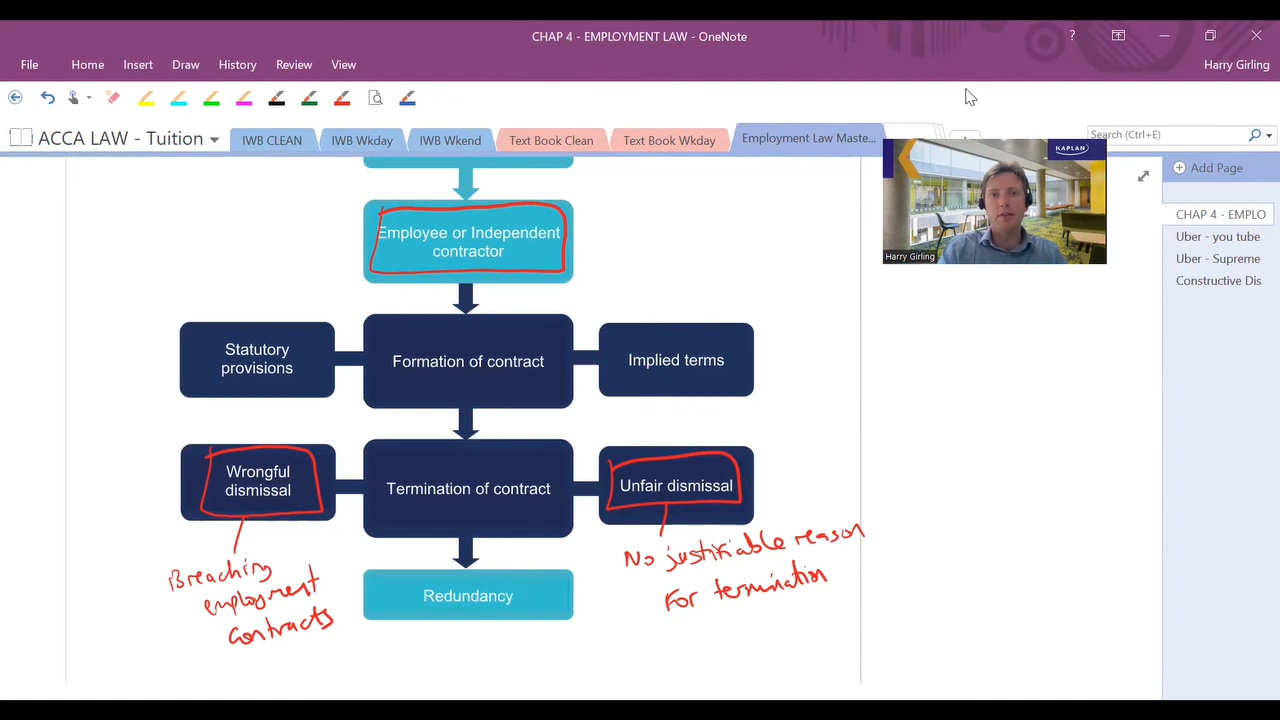 CHAP 4 - EMPLOYMENT LAW - OneNote
?
File Home Insert Draw History Review View
Harry Girling
ACCA LAW - Tuition
IWB CLEAN
IWB Wkday
IWB Wkend
Text Book Clean
Text Book Wkday
Employment Law Maste...
Search (Ctrl+E)
KAPLAN
Harry Girling
Add Page
CHAP 4 - EMPLO
Uber - you tube
Uber - Supreme
Constructive Dis
Employee or Independent
contractor
Statutory
provisions
Formation of contract
Implied terms
Wrongful
dismissal
Termination of contract
Unfair dismissal
Breaching
employment
contracts
No justifiable reason
For termination
Redundancy